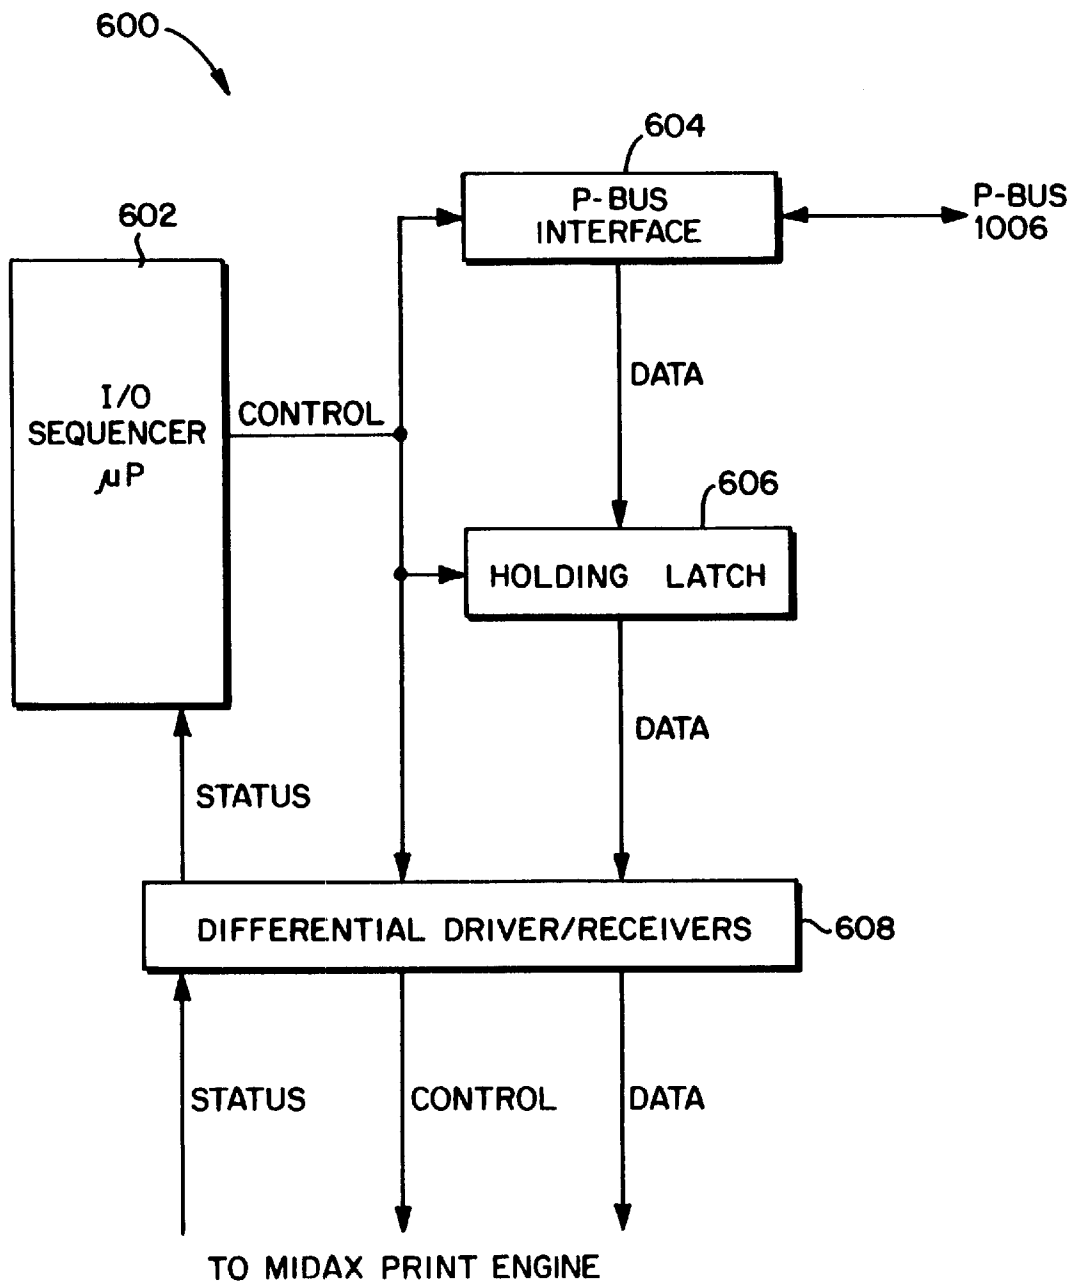 600
604
P-BUS
INTERFACE
P-BUS
1006
602
I/O
SEQUENCER
μP
CONTROL
DATA
606
HOLDING LATCH
DATA
STATUS
DIFFERENTIAL DRIVER/RECEIVERS
608
STATUS
CONTROL
DATA
TO MIDAX PRINT ENGINE